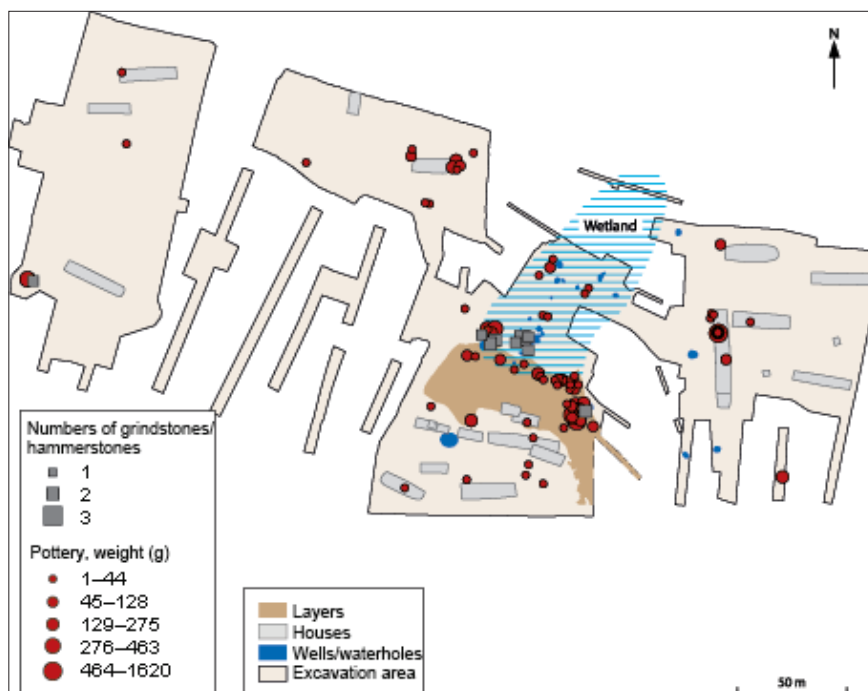 N
Wetland
Numbers of grindstones/
hammerstones
1
2
3
Pottery, weight (g)
1–44
45–128
129–275
276–463
464–1620
Layers
Houses
Wells/waterholes
Excavation area
50 m